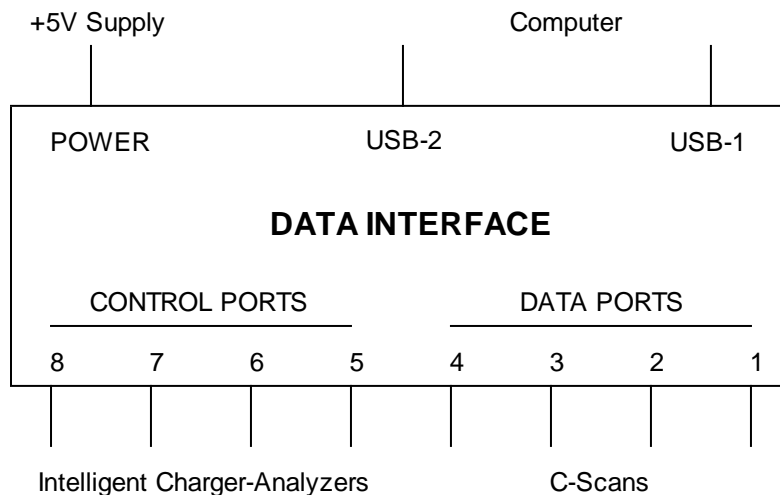 +5V Supply Computer
POWER USB-2 USB-1
DATA INTERFACE
CONTROL PORTS DATA PORTS
8 7 6 5 4 3 2 1
Intelligent Charger-Analyzers C-Scans